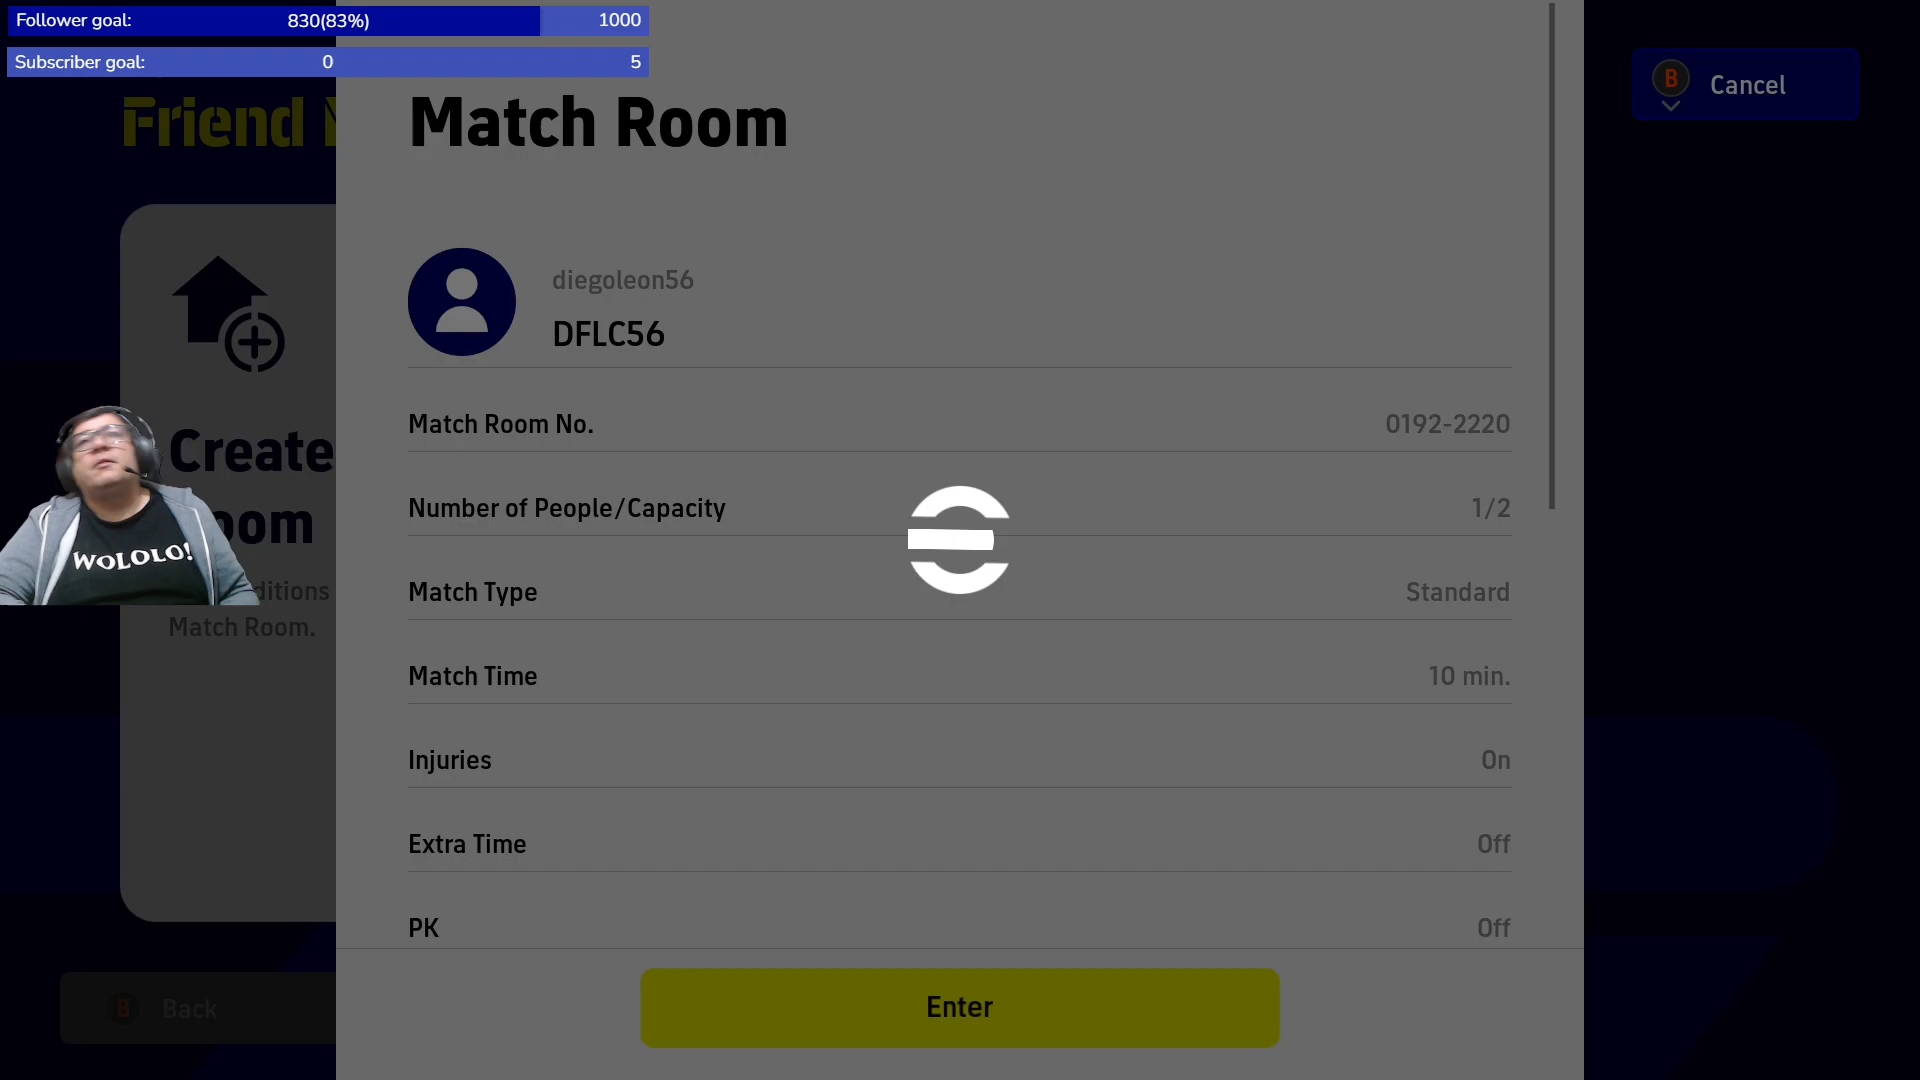 Follower goal: 830(83%) 1000
Subscriber goal: 0 5
Friend
Match Room
B Cancel
diegoleon56
DFLC56
Match Room No. 0192-2220
Create
oom
Number of People/Capacity 1/2
WOLOLO!
ditions
Match Room.
Match Type Standard
Match Time 10 min.
Injuries On
Extra Time Off
PK Off
B Back
Enter